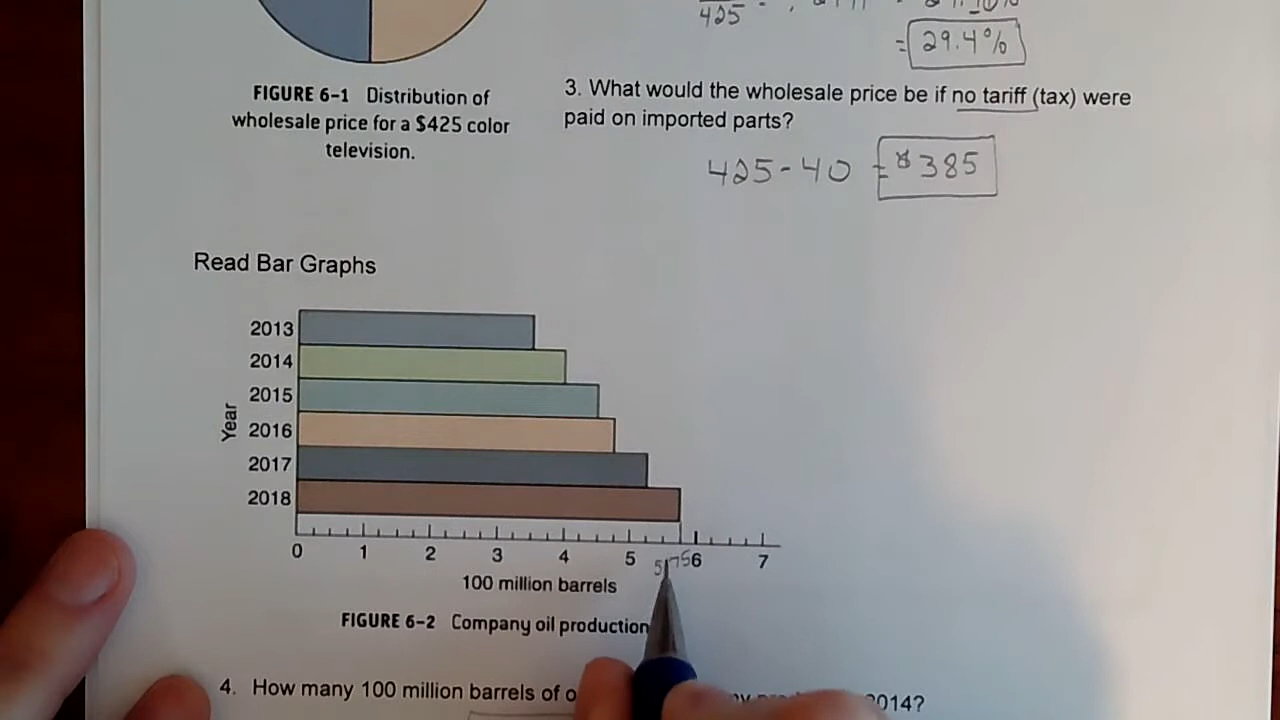 425
= 29.4%
FIGURE 6–1 Distribution of
wholesale price for a $425 color
television.
3. What would the wholesale price be if no tariff (tax) were
paid on imported parts?
425 - 40 = $385
Read Bar Graphs
Year
2013
2014
2015
2016
2017
2018
0 1 2 3 4 5 6 7
100 million barrels
FIGURE 6–2 Company oil production
4. How many 100 million barrels of 2014?